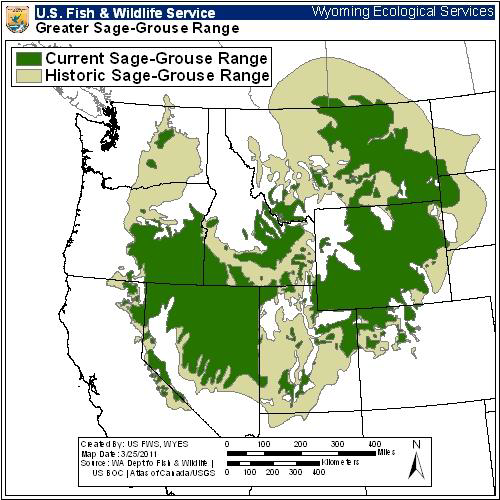 U.S. Fish & Wildlife Service
Wyoming Ecological Services
Greater Sage-Grouse Range
Current Sage-Grouse Range
Historic Sage-Grouse Range
Created By: US FWS, WYES
Map Date: 3/25/2011
Source: WA Dept fo Fish & Wildlife |
US BOC | Atlas of Canada/USGS
0 100 200 300 400
Miles
Kilometers
0 100 200 300 400
N